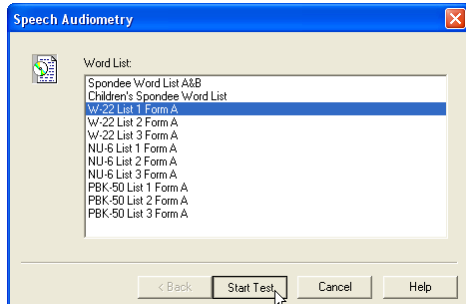 Speech Audiometry
Word List:
Spondee Word List A&B
Children's Spondee Word List
W-22 List 1 Form A
W-22 List 2 Form A
W-22 List 3 Form A
NU-6 List 1 Form A
NU-6 List 2 Form A
NU-6 List 3 Form A
PBK-50 List 1 Form A
PBK-50 List 2 Form A
PBK-50 List 3 Form A
< Back Start Test Cancel Help